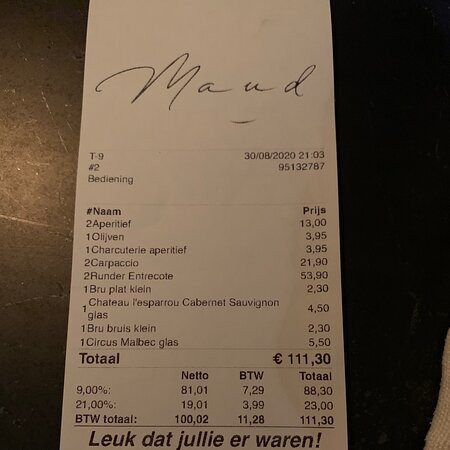 Maud
T-9 30/08/2020 21:03
#2 95132787
Bediening
#Naam Prijs
2Aperitief 13,00
1Olijven 3,95
1Charcuterie aperitief 3,95
2Carpaccio 21,90
2Runder Entrecote 53,90
1Bru plat klein 2,30
1Chateau l'esparrou Cabernet Sauvignon glas 4,50
1Bru bruis klein 2,30
1Circus Malbec glas 5,50
Totaal € 111,30
Netto BTW Totaal
9,00%: 81,01 7,29 88,30
21,00%: 19,01 3,99 23,00
BTW totaal: 100,02 11,28 111,30
Leuk dat jullie er waren!